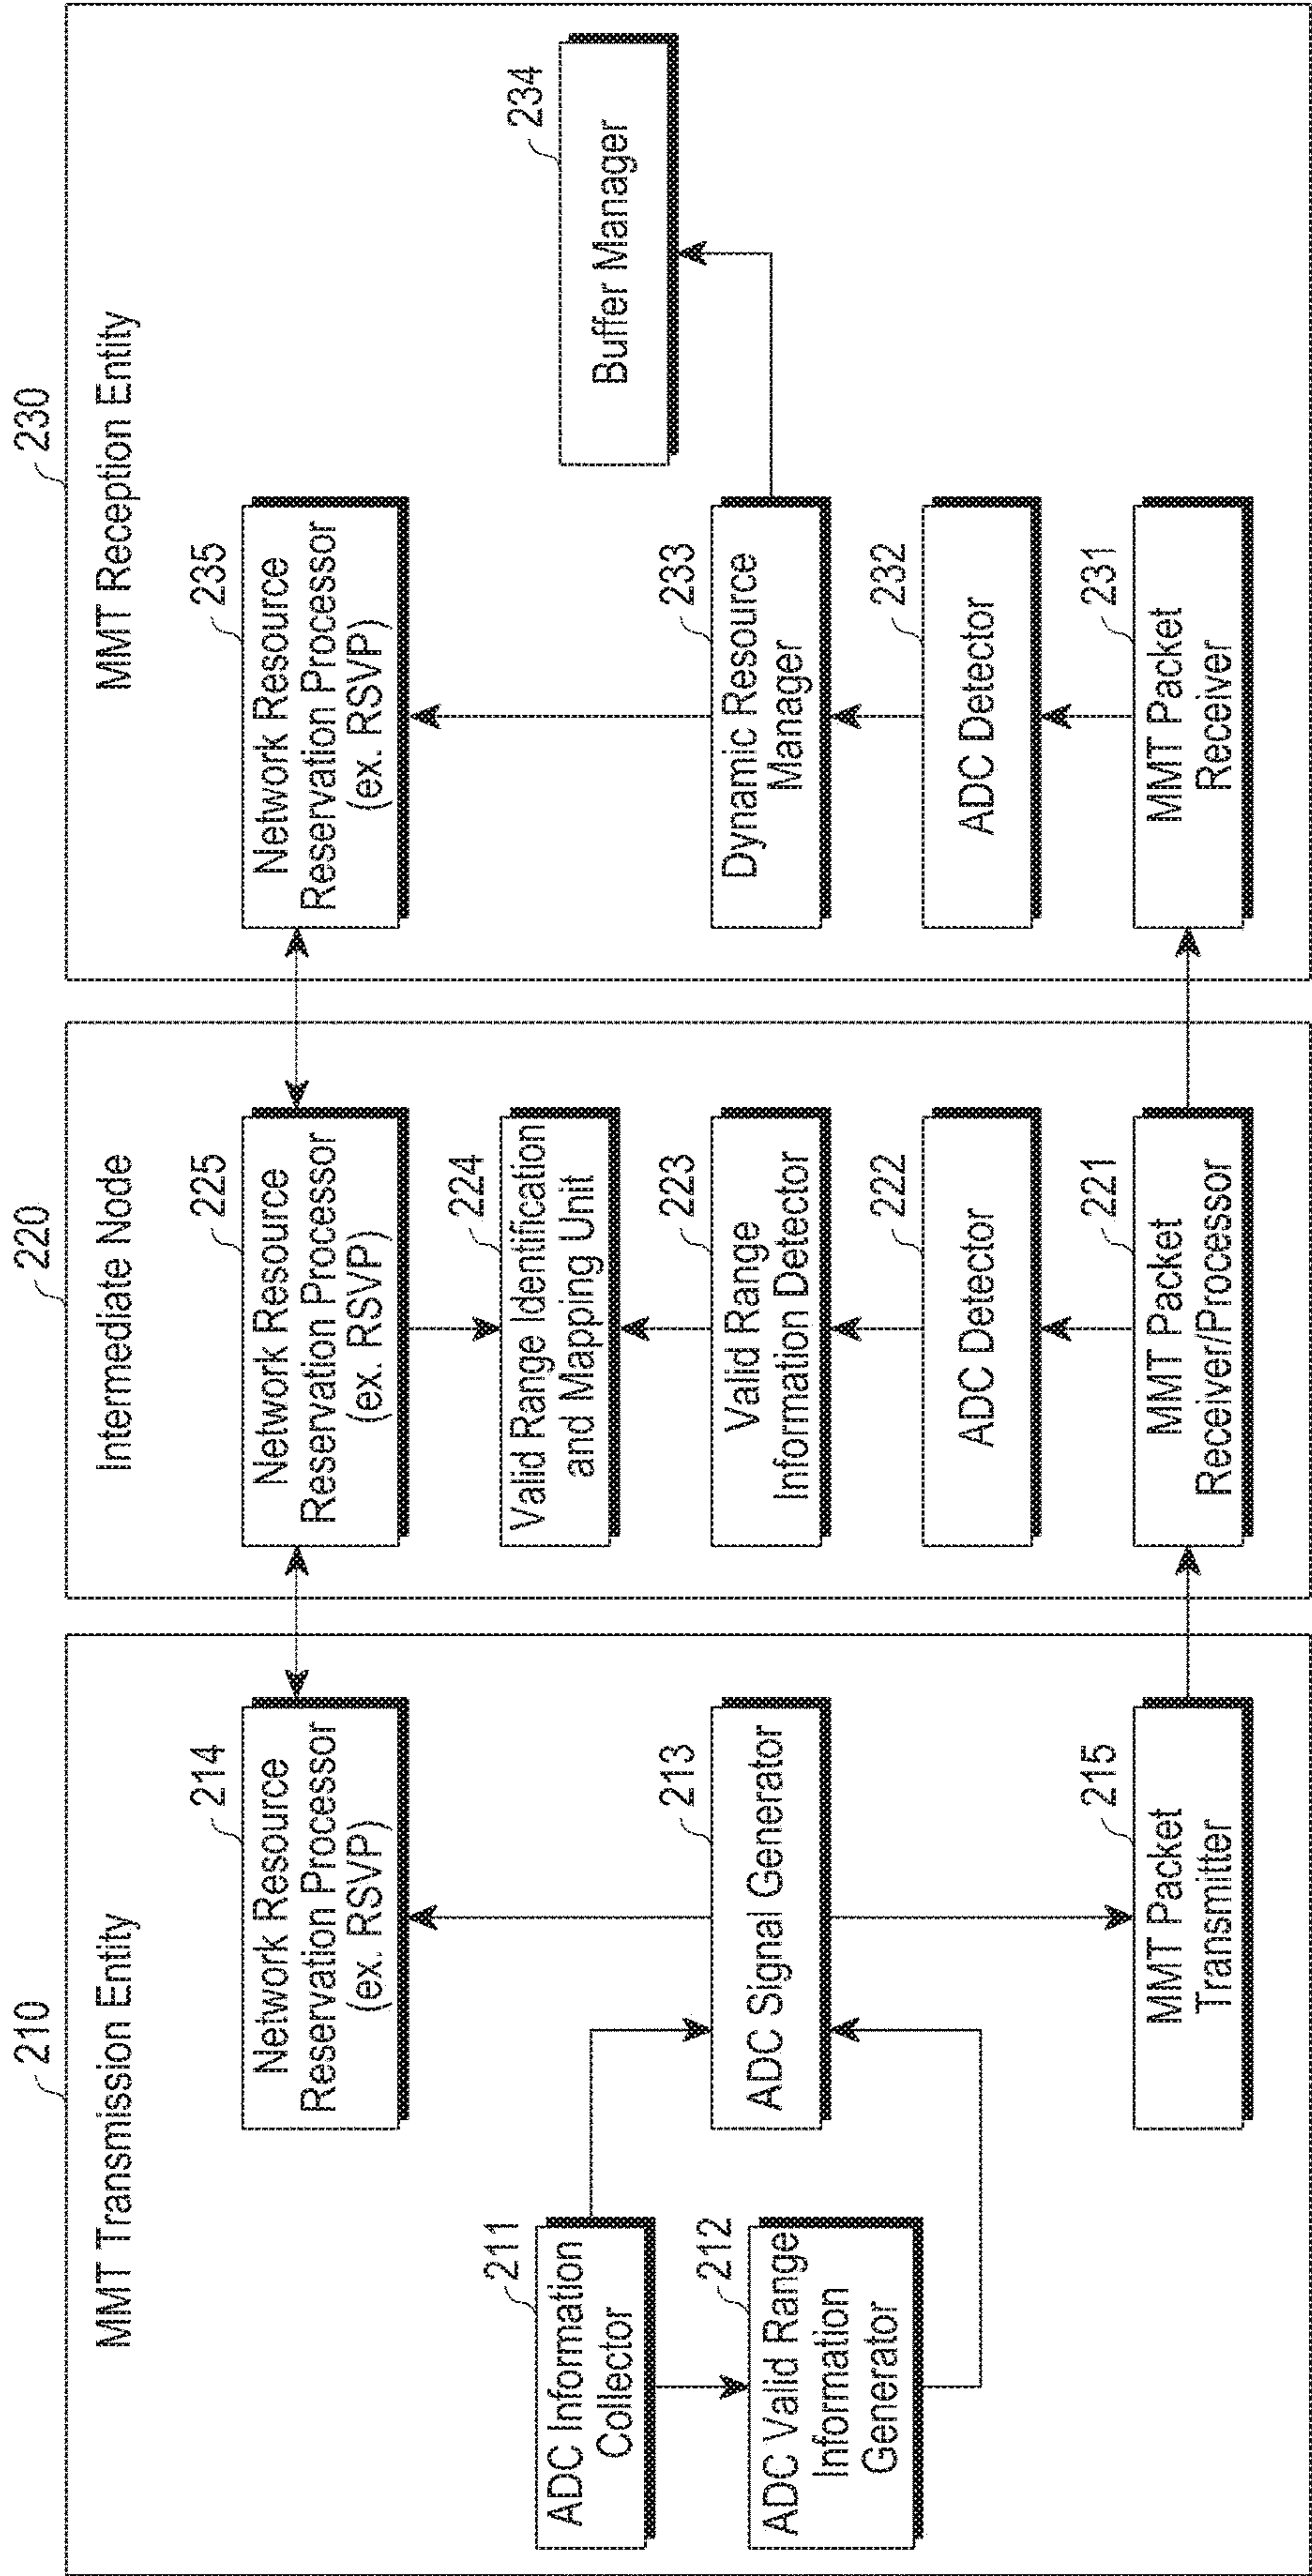 210
MMT Transmission Entity
211
ADC Information
Collector
212
ADC Valid Range
Information
Generator
213
ADC Signal Generator
214
Network Resource
Reservation Processor
(ex. RSVP)
215
MMT Packet
Transmitter
220
Intermediate Node
225
Network Resource
Reservation Processor
(ex. RSVP)
224
Valid Range Identification
and Mapping Unit
223
Valid Range
Information Detector
222
ADC Detector
221
MMT Packet
Receiver/Processor
230
MMT Reception Entity
235
Network Resource
Reservation Processor
(ex. RSVP)
234
Buffer Manager
233
Dynamic Resource
Manager
232
ADC Detector
231
MMT Packet
Receiver